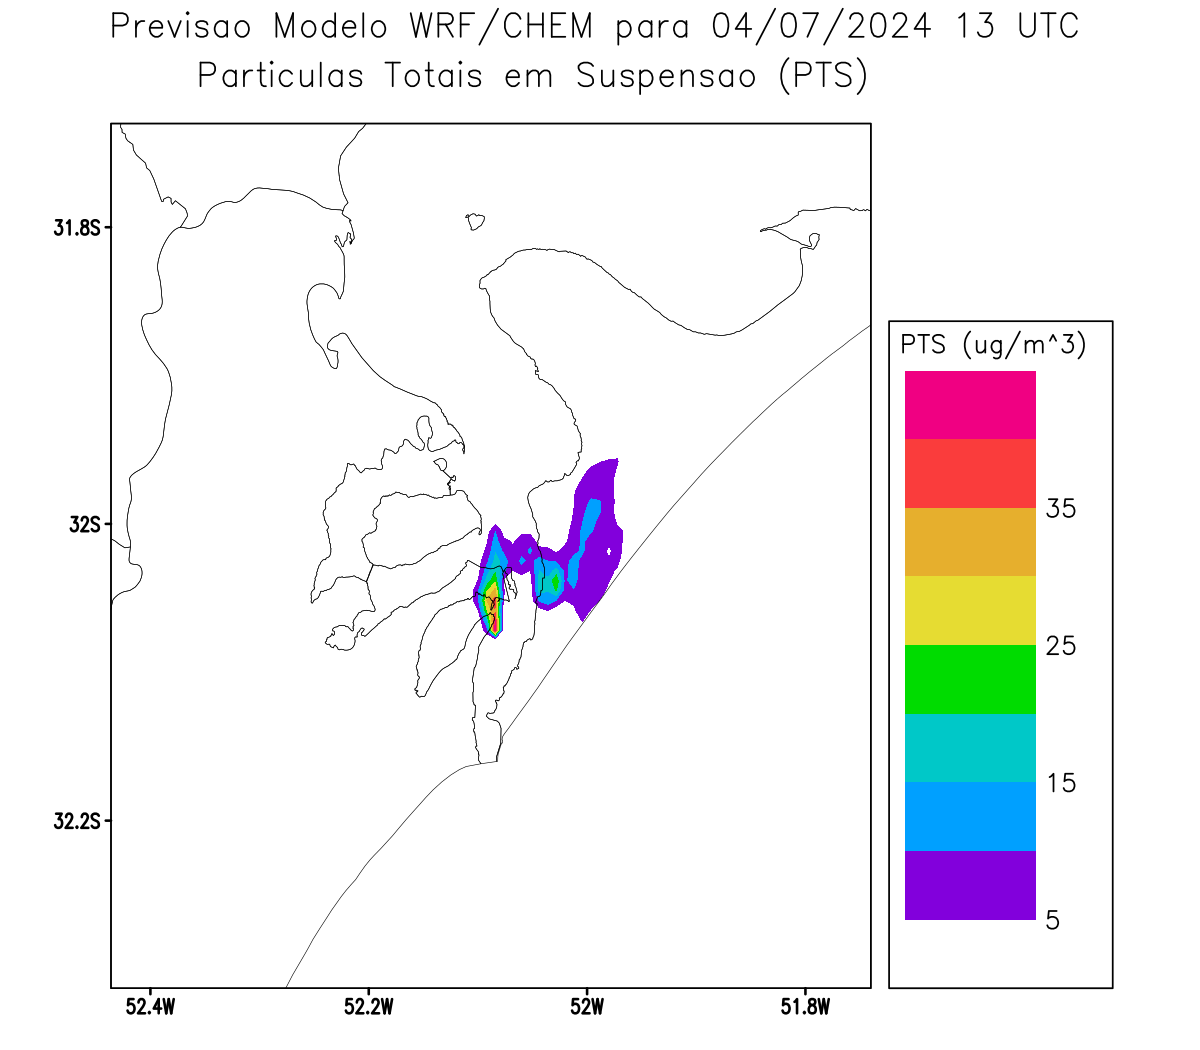 Previsao Modelo WRF/CHEM para 04/07/2024 13 UTC
Particulas Totais em Suspensao (PTS)
31.8S
32S
32.2S
52.4W
52.2W
52W
51.8W
PTS (ug/m^3)
35
25
15
5